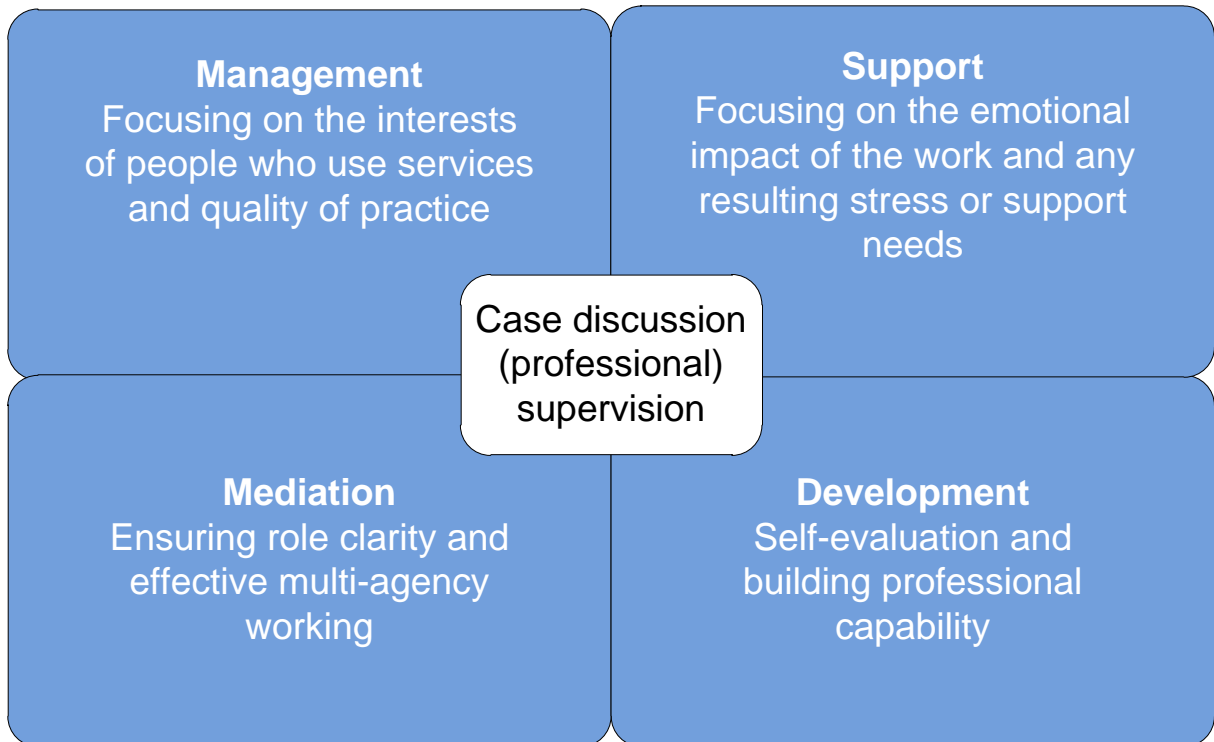 Management
Focusing on the interests
of people who use services
and quality of practice
Support
Focusing on the emotional
impact of the work and any
resulting stress or support
needs
Case discussion
(professional)
supervision
Mediation
Ensuring role clarity and
effective multi-agency
working
Development
Self-evaluation and
building professional
capability